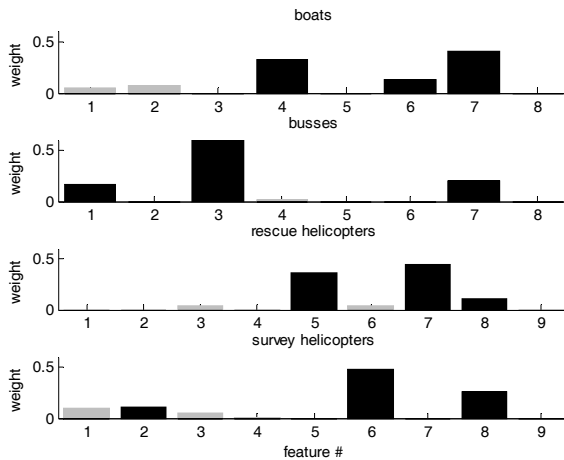 boats
weight
0.5
0
1 2 3 4 5 6 7 8
busses
weight
0.5
0
1 2 3 4 5 6 7 8
rescue helicopters
weight
0.5
0
1 2 3 4 5 6 7 8 9
survey helicopters
weight
0.5
0
1 2 3 4 5 6 7 8 9
feature #